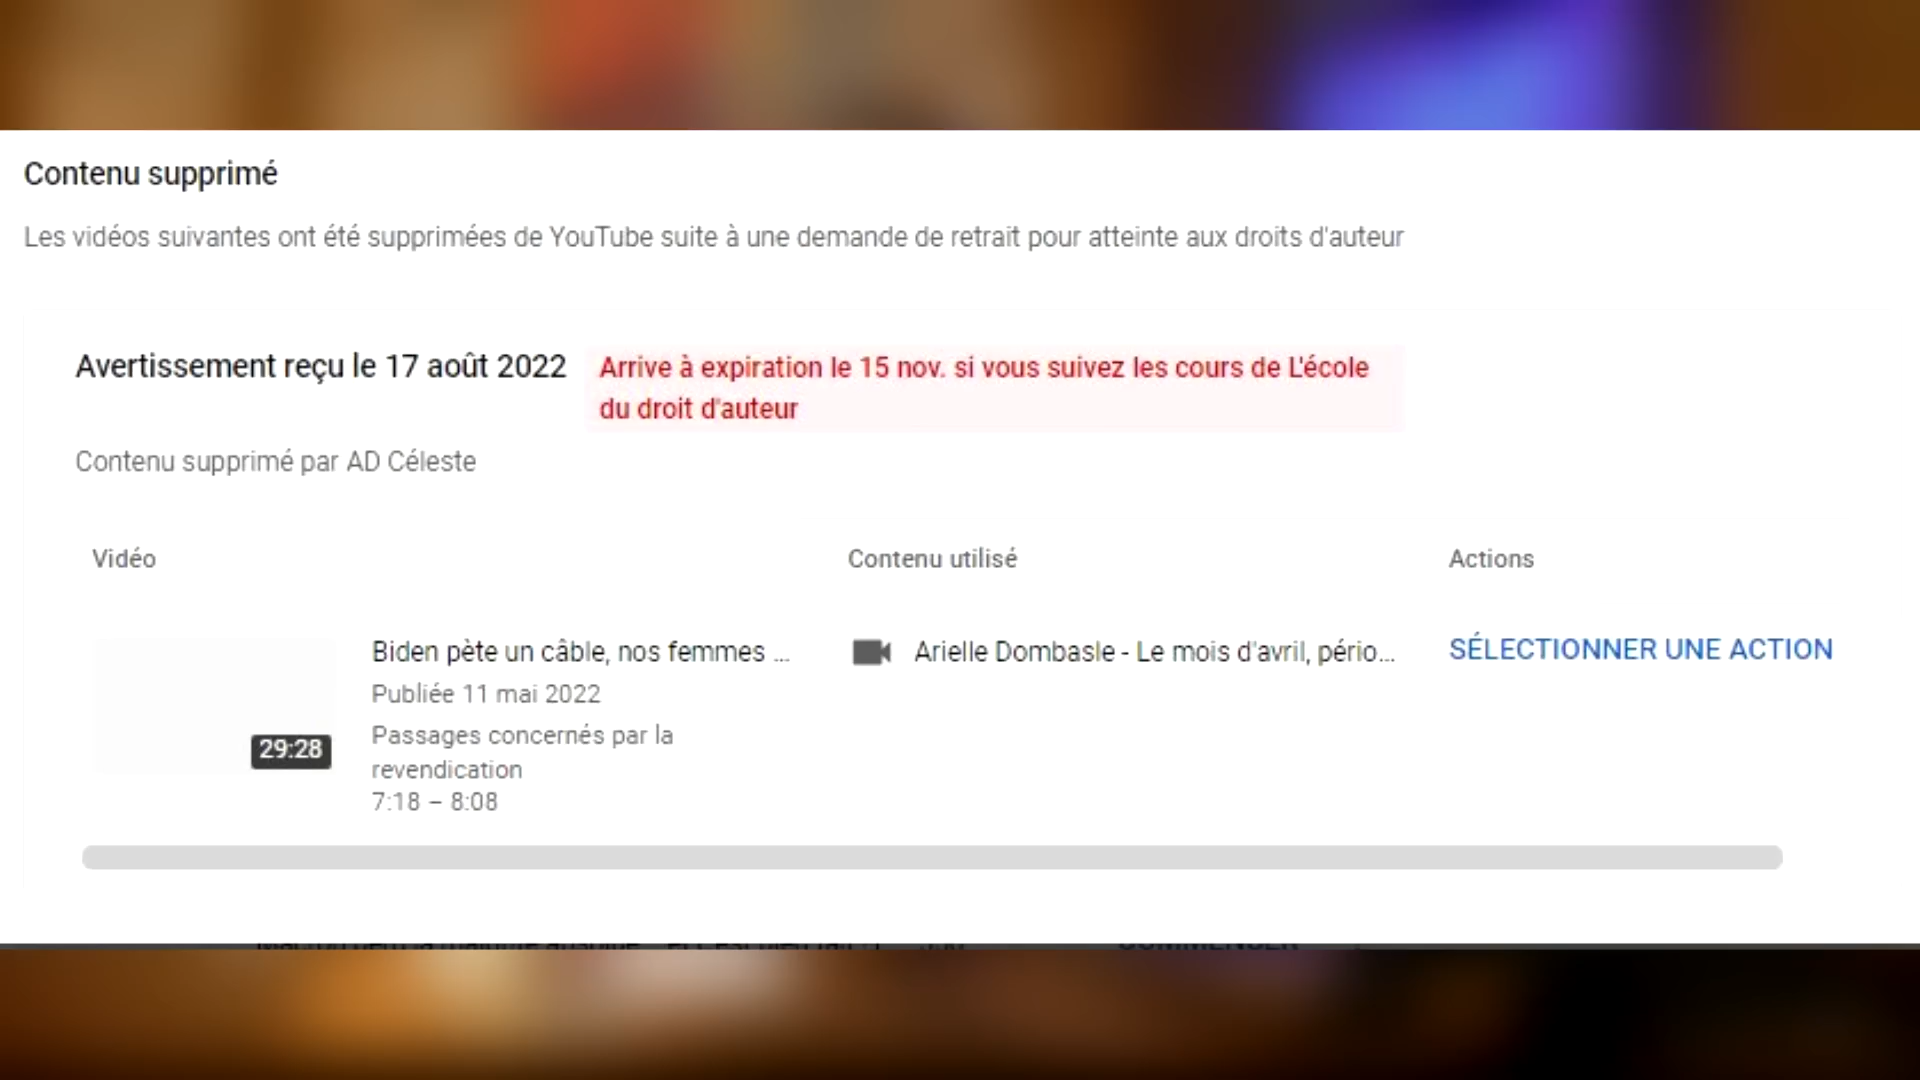 Contenu supprimé
Les vidéos suivantes ont été supprimées de YouTube suite à une demande de retrait pour atteinte aux droits d'auteur
Avertissement reçu le 17 août 2022
Arrive à expiration le 15 nov. si vous suivez les cours de L'école
du droit d'auteur
Contenu supprimé par AD Céleste
Vidéo
Contenu utilisé
Actions
Biden pète un câble, nos femmes ...
Arielle Dombasle - Le mois d'avril, pério...
SÉLECTIONNER UNE ACTION
Publiée 11 mai 2022
Passages concernés par la
revendication
29:28
7:18 – 8:08